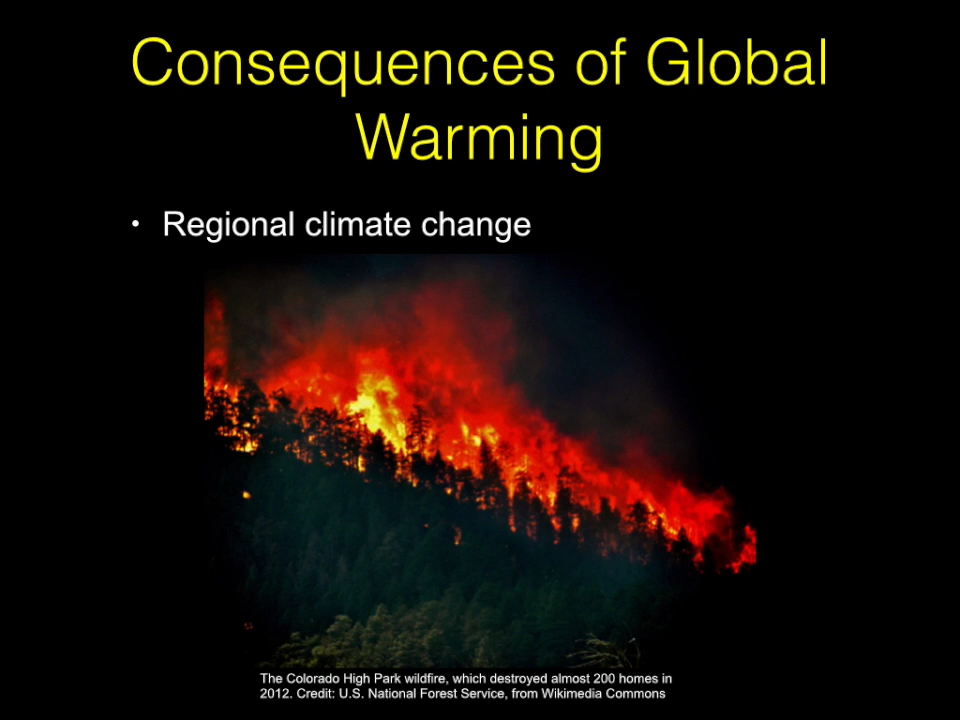 Consequences of Global
Warming
• Regional climate change
The Colorado High Park wildfire, which destroyed almost 200 homes in
2012. Credit: U.S. National Forest Service, from Wikimedia Commons